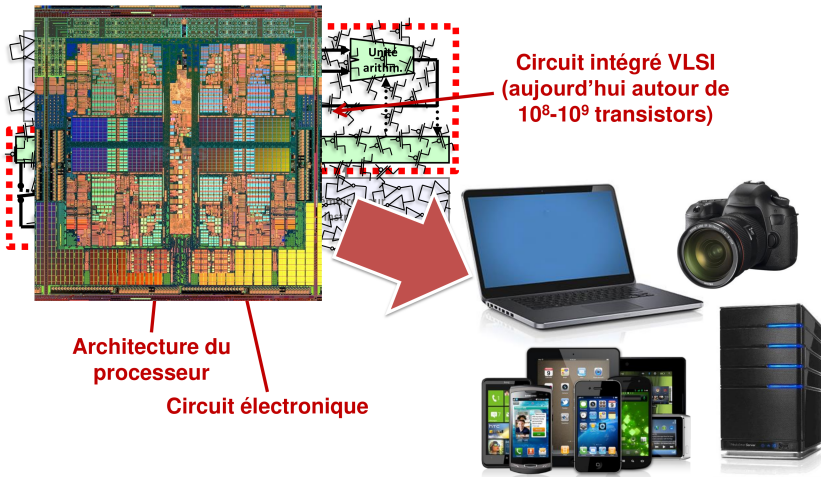 Unité
arithm.
Circuit intégré VLSI
(aujourd’hui autour de
10⁸-10⁹ transistors)
Architecture du
processeur
Circuit électronique